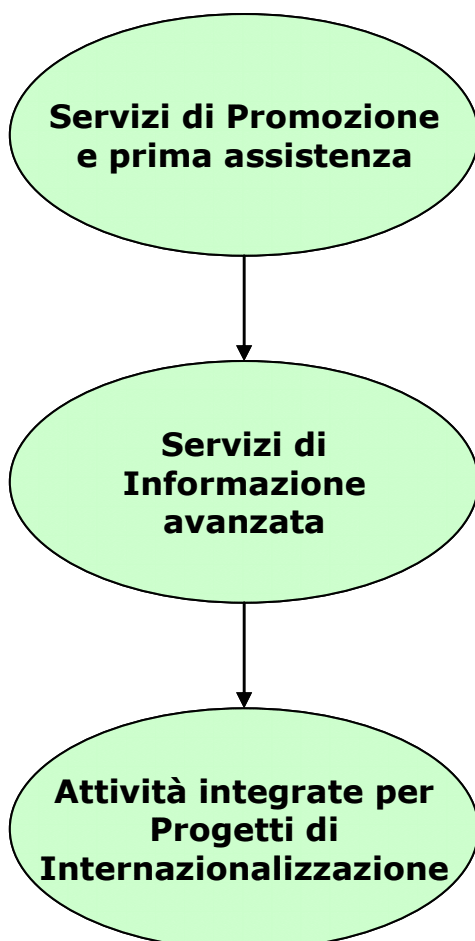 Servizi di Promozione
e prima assistenza
Servizi di
Informazione
avanzata
Attività integrate per
Progetti di
Internazionalizzazione